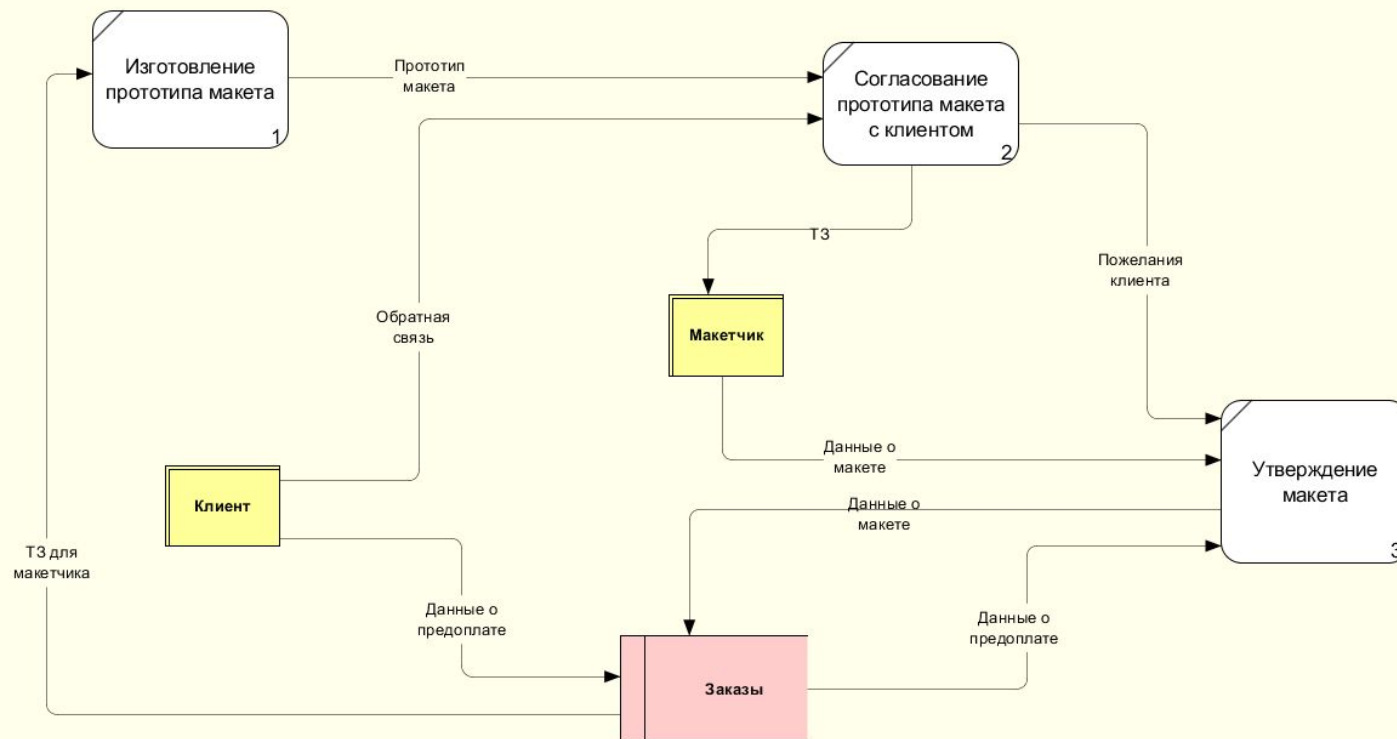 Изготовление
прототипа макета
1
Прототип
макета
Согласование
прототипа макета
с клиентом
2
ТЗ
Пожелания
клиента
Обратная
связь
Макетчик
Данные о
макете
Утверждение
макета
3
Клиент
Данные о
макете
ТЗ для
макетчика
Данные о
предоплате
Данные о
предоплате
Заказы